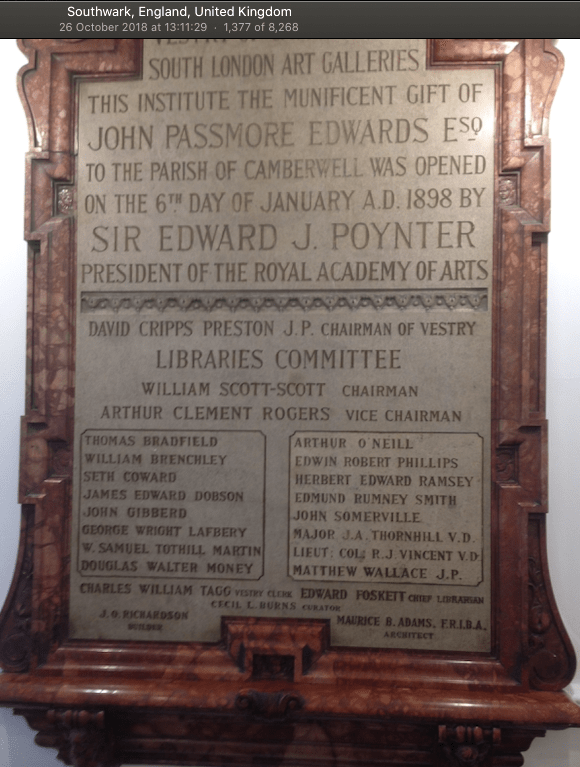 Southwark, England, United Kingdom
26 October 2018 at 13:11:29 · 1,377 of 8,268
SOUTH LONDON ART GALLERIES
THIS INSTITUTE THE MUNIFICENT GIFT OF
JOHN PASSMORE EDWARDS ESQ
TO THE PARISH OF CAMBERWELL WAS OPENED
ON THE 6TH DAY OF JANUARY A.D. 1898 BY
SIR EDWARD J. POYNTER
PRESIDENT OF THE ROYAL ACADEMY OF ARTS
DAVID CRIPPS PRESTON J.P. CHAIRMAN OF VESTRY
LIBRARIES COMMITTEE
WILLIAM SCOTT-SCOTT CHAIRMAN
ARTHUR CLEMENT ROGERS VICE CHAIRMAN
THOMAS BRADFIELD
WILLIAM BRENCHLEY
SETH COWARD
JAMES EDWARD DOBSON
JOHN GIBBERD
GEORGE WRIGHT LAFBERY
W. SAMUEL TOTHILL MARTIN
DOUGLAS WALTER MONEY
ARTHUR O'NEILL
EDWIN ROBERT PHILLIPS
HERBERT EDWARD RAMSEY
EDMUND RUMNEY SMITH
JOHN SOMERVILLE
MAJOR J.A. THORNHILL V.D.
LIEUT: COL: R.J VINCENT V.D.
MATTHEW WALLACE J.P.
CHARLES WILLIAM TAGG VESTRY CLERK EDWARD FOSKETT CHIEF LIBRARIAN
CECIL L. BURNS CURATOR
J.O. RICHARDSON
BUILDER
MAURICE B. ADAMS, F.R.I.B.A.
ARCHITECT